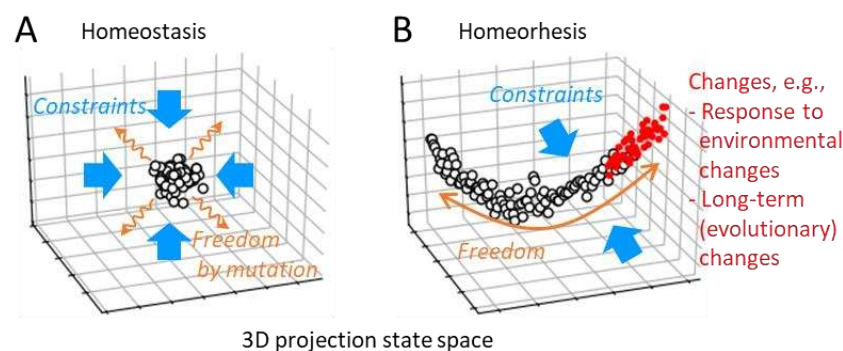 A
Homeostasis
Constraints
Freedom
by mutation
B
Homeorhesis
Constraints
Freedom
Changes, e.g.,
- Response to
environmental
changes
- Long-term
(evolutionary)
changes
3D projection state space